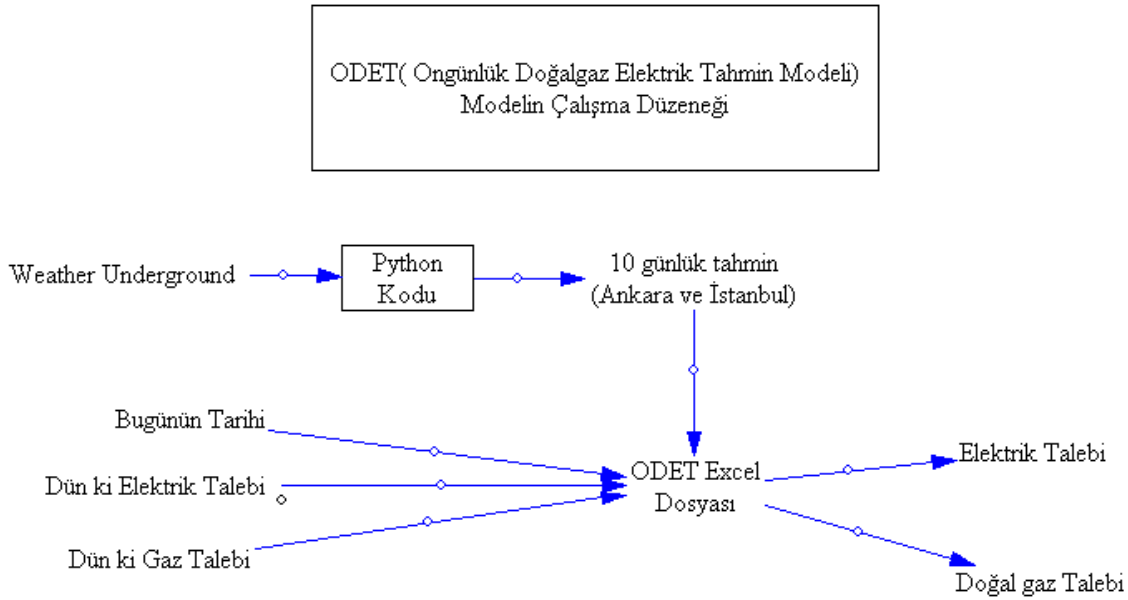 ODET( Ongünlük Doğalgaz Elektrik Tahmin Modeli)
Modelin Çalışma Düzeneği
Weather Underground
Python
Kodu
10 günlük tahmin
(Ankara ve İstanbul)
Bugünün Tarihi
Dün ki Elektrik Talebi
Dün ki Gaz Talebi
ODET Excel
Dosyası
Elektrik Talebi
Doğal gaz Talebi